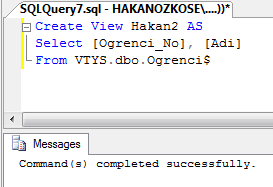 SQLQuery7.sql - HAKANOZKOSE\....))*
Create View Hakan2 AS
Select [Ogrenci_No], [Adi]
From VTYS.dbo.Ogrenci$
Messages
Command(s) completed successfully.